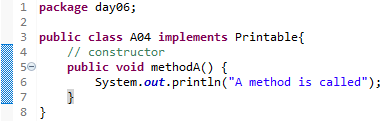 1 package day06;
2
3 public class A04 implements Printable{
4     // constructor
5     public void methodA() {
6         System.out.println("A method is called");
7     }
8 }